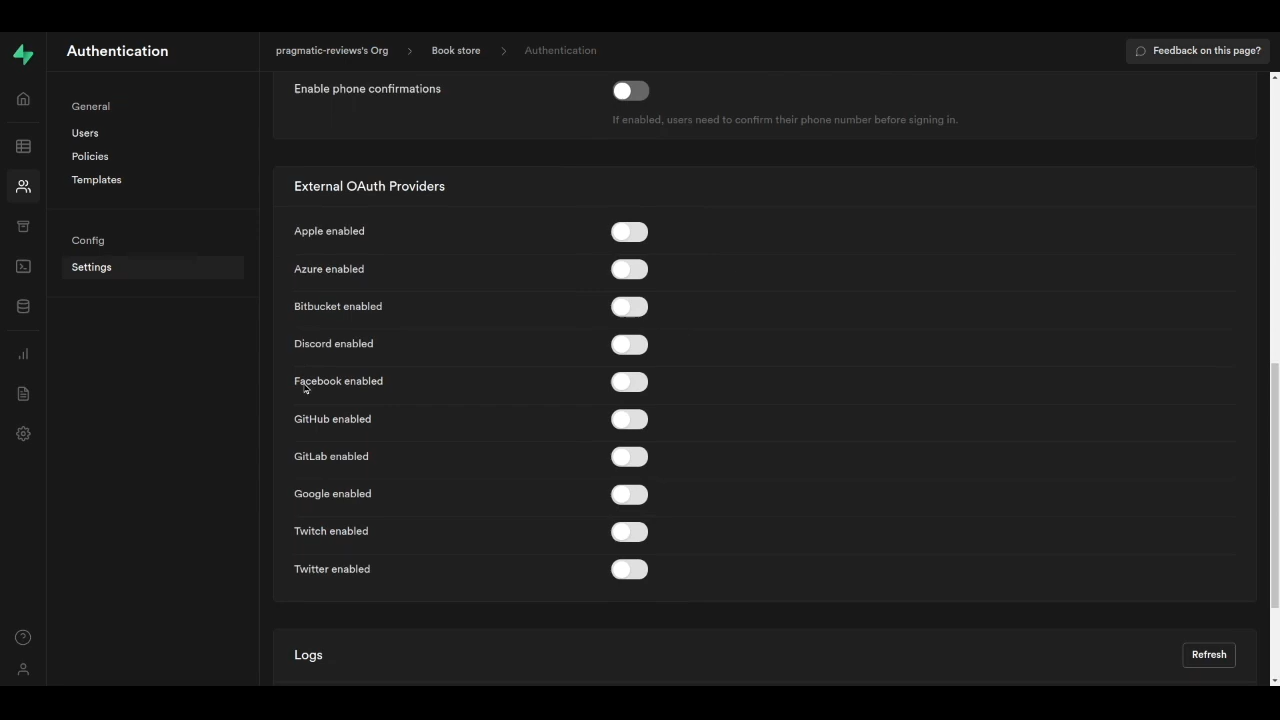 Authentication
pragmatic-reviews's Org > Book store > Authentication
Feedback on this page?
General
Users
Policies
Templates
Config
Settings
Enable phone confirmations
If enabled, users need to confirm their phone number before signing in.
External OAuth Providers
Apple enabled
Azure enabled
Bitbucket enabled
Discord enabled
Facebook enabled
GitHub enabled
GitLab enabled
Google enabled
Twitch enabled
Twitter enabled
Logs
Refresh